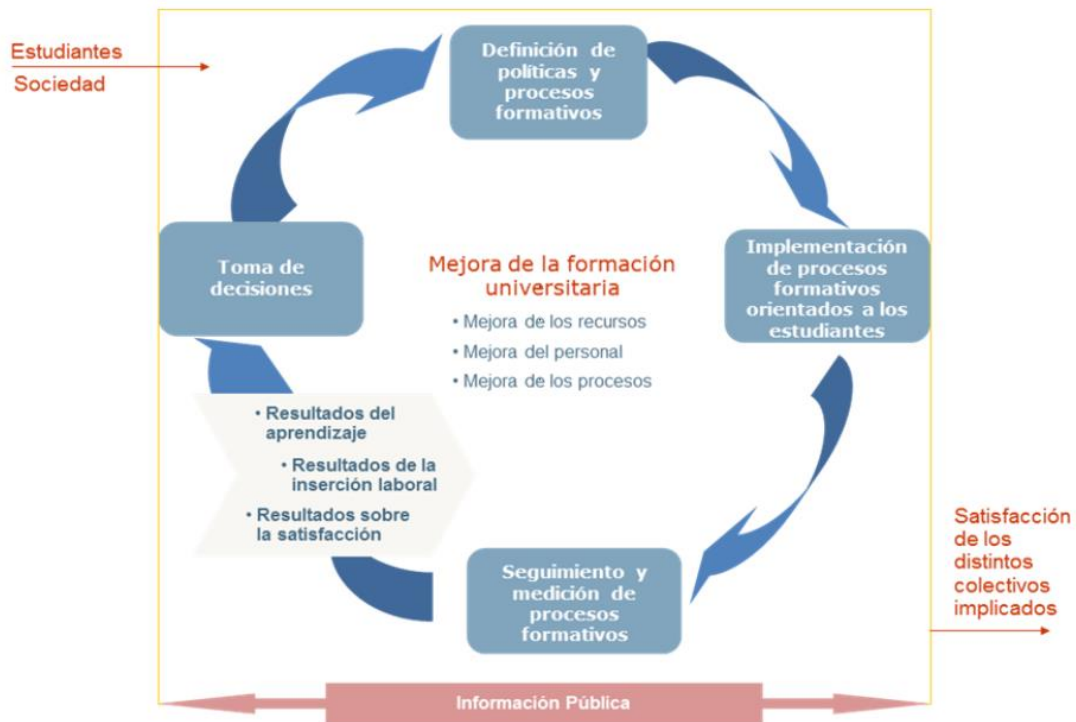 Estudiantes
Sociedad
Definición de
políticas y
procesos
formativos
Toma de
decisiones
Mejora de la formación
universitaria
• Mejora de los recursos
• Mejora del personal
• Mejora de los procesos
Implementación
de procesos
formativos
orientados a los
estudiantes
• Resultados del
aprendizaje
• Resultados de la
inserción laboral
• Resultados sobre
la satisfacción
Seguimiento y
medición de
procesos
formativos
Satisfacción
de los
distintos
colectivos
implicados
Información Pública